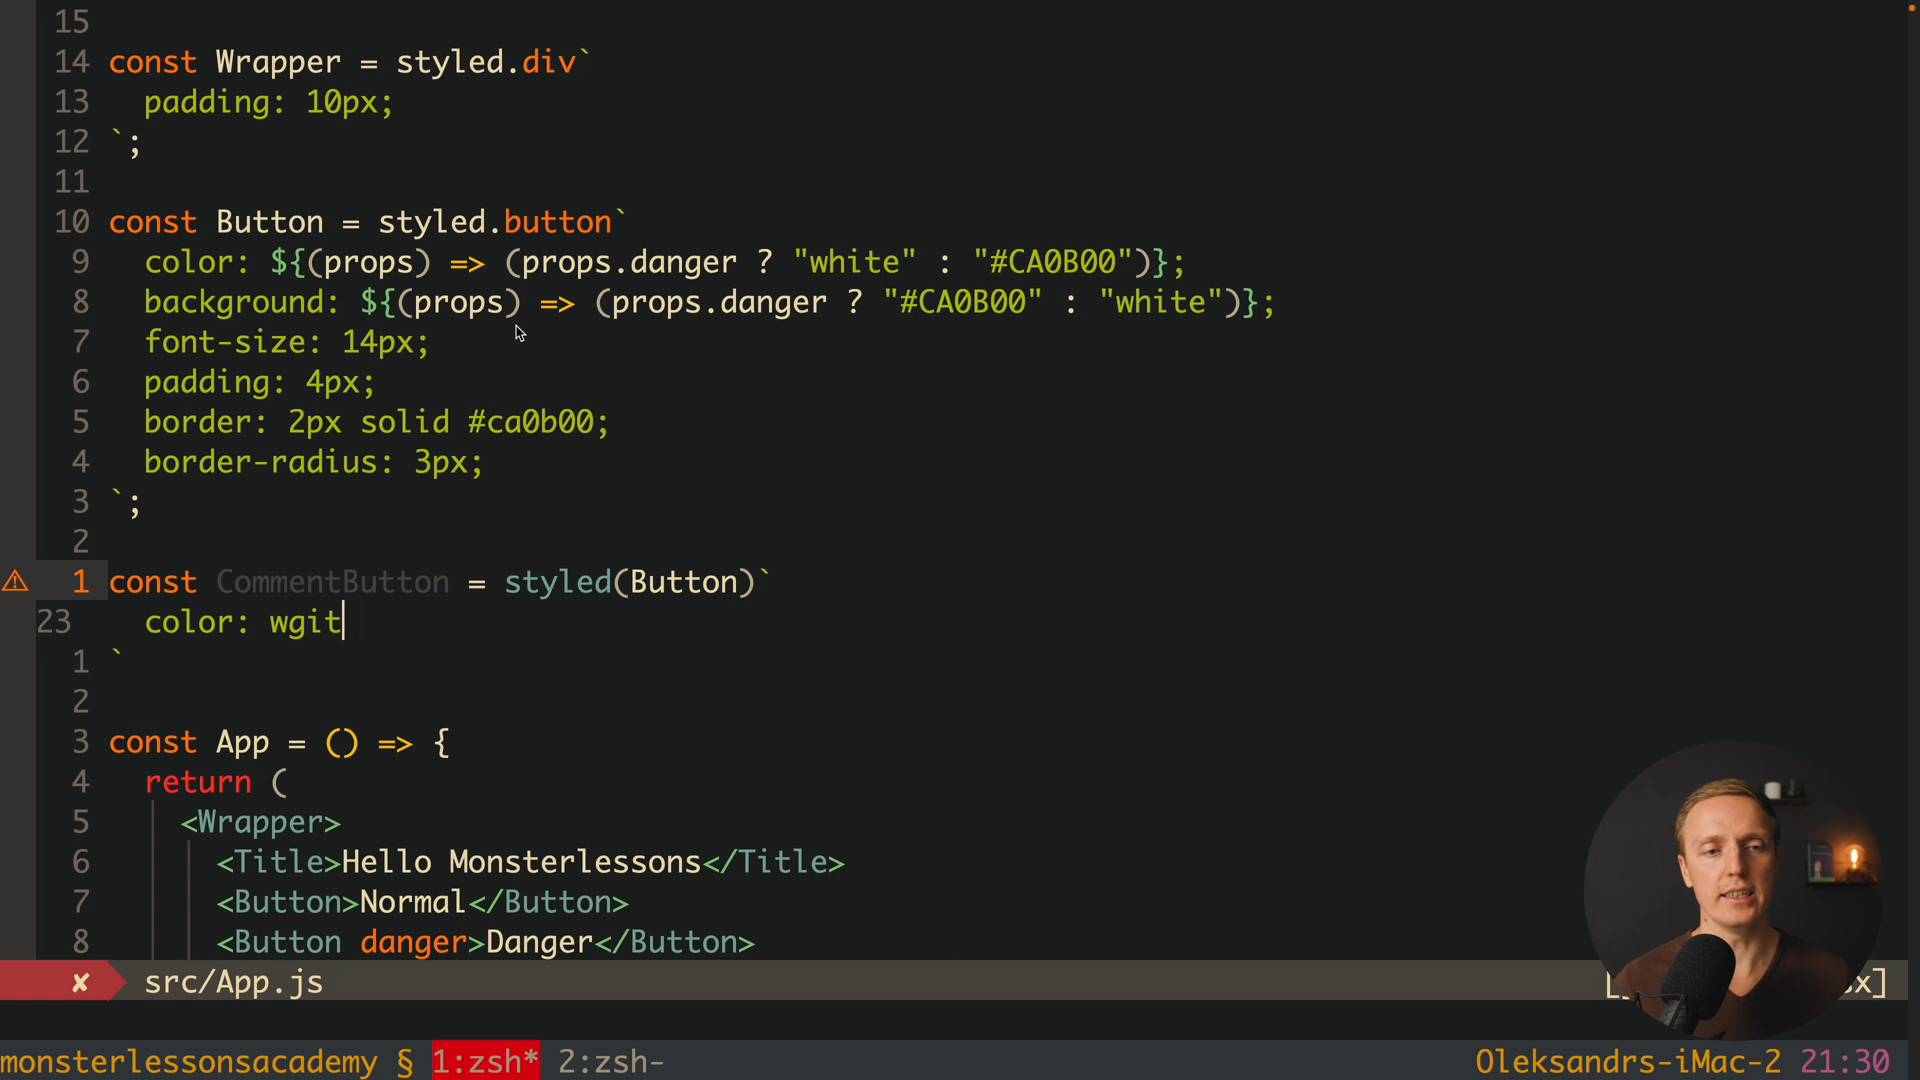 15
14 const Wrapper = styled.div`
13 padding: 10px;
12 `;
11
10 const Button = styled.button`
9 color: ${(props) => (props.danger ? "white" : "#CA0B00")};
8 background: ${(props) => (props.danger ? "#CA0B00" : "white")};
7 font-size: 14px;
6 padding: 4px;
5 border: 2px solid #ca0b00;
4 border-radius: 3px;
3 `;
2
1 const CommentButton = styled(Button)`
23 color: wgit
1 `
2
3 const App = () => {
4 return (
5 <Wrapper>
6 <Title>Hello Monsterlessons</Title>
7 <Button>Normal</Button>
8 <Button danger>Danger</Button>
✘ src/App.js
monsterlessonsacademy § 1:zsh* 2:zsh- Oleksandrs-iMac-2 21:30